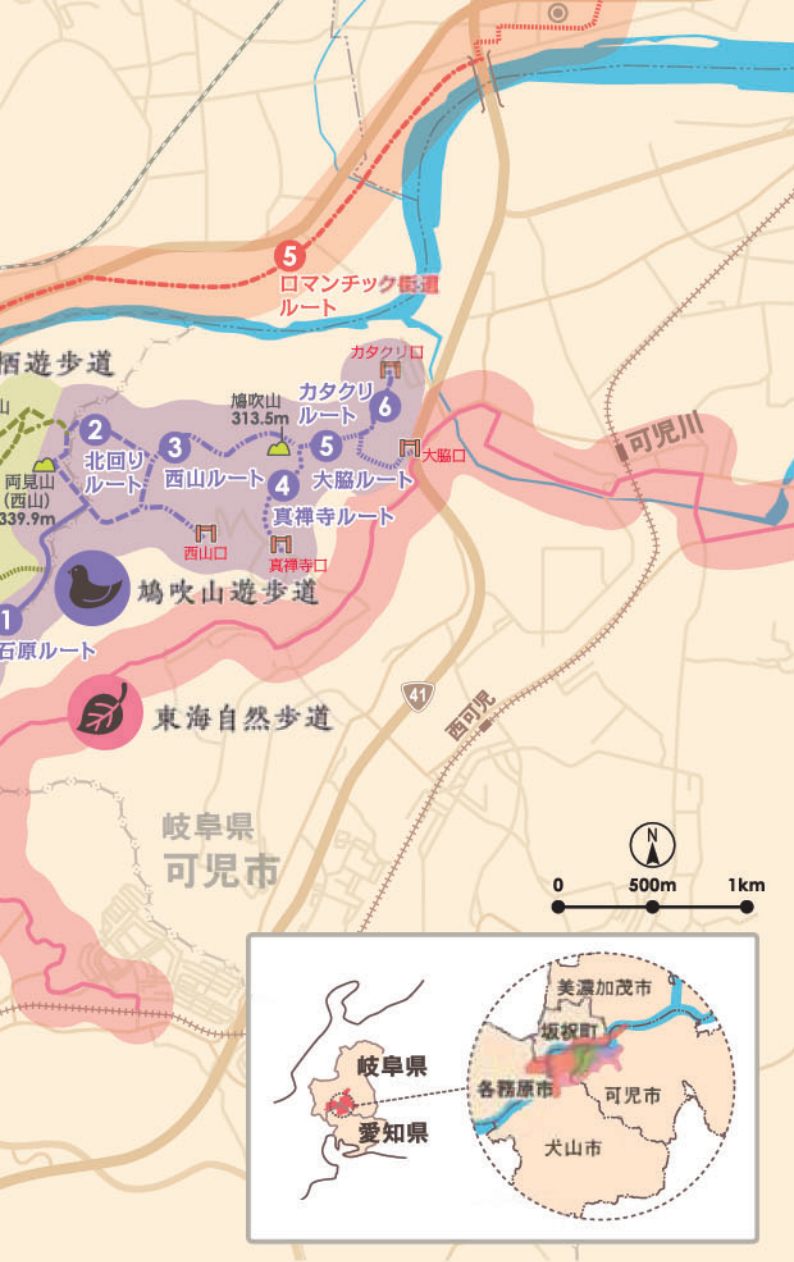 5
ロマンチック街道
ルート
栖遊歩道
カタクリ口
山
鳩吹山
313.5m
カタクリ
ルート
6
2
北回り
ルート
3
西山ルート
5
大脇ルート
大脇口
可児川
両見山
(西山)
339.9m
4
真禅寺ルート
西山口
真禅寺口
鳩吹山遊歩道
1
石原ルート
41
西可児
東海自然歩道
岐阜県
可児市
N
0 500m 1km
美濃加茂市
坂祝町
岐阜県
各務原市
可児市
愛知県
犬山市